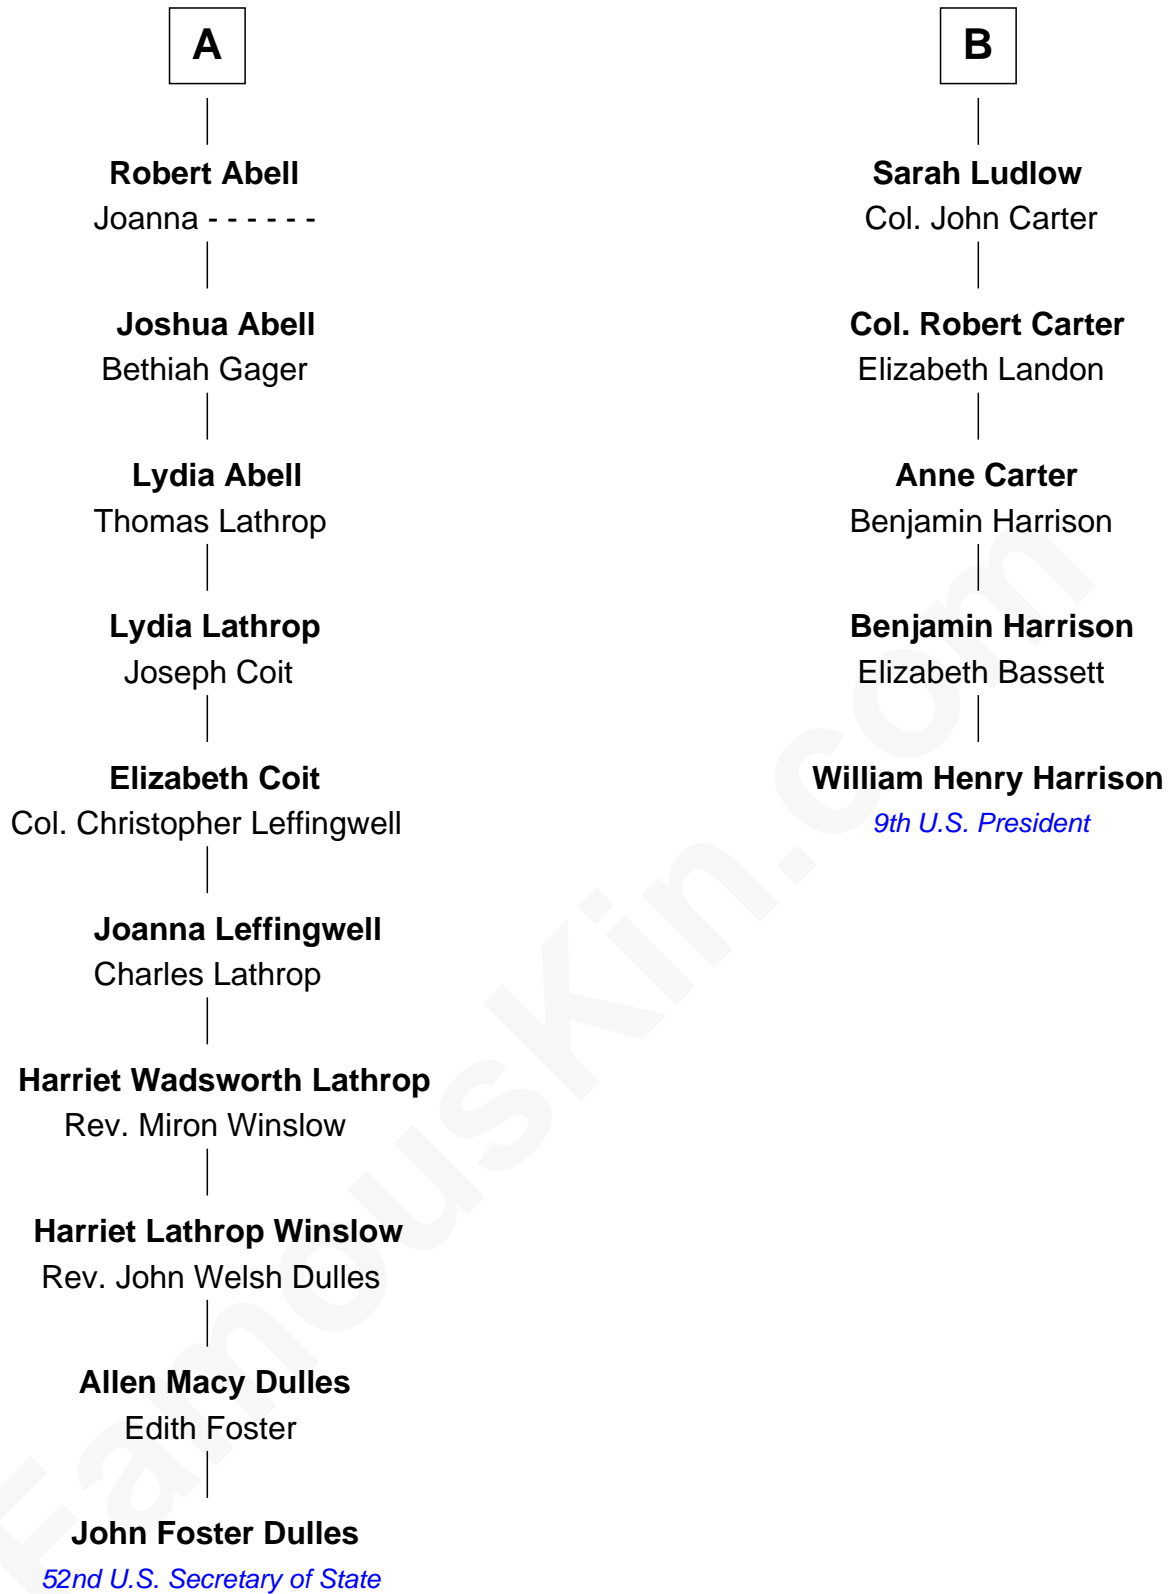 A
Robert Abell
Joanna - - - - - -
Joshua Abell
Bethiah Gager
Lydia Abell
Thomas Lathrop
Lydia Lathrop
Joseph Coit
Elizabeth Coit
Col. Christopher Leffingwell
Joanna Leffingwell
Charles Lathrop
Harriet Wadsworth Lathrop
Rev. Miron Winslow
Harriet Lathrop Winslow
Rev. John Welsh Dulles
Allen Macy Dulles
Edith Foster
John Foster Dulles
52nd U.S. Secretary of State
B
Sarah Ludlow
Col. John Carter
Col. Robert Carter
Elizabeth Landon
Anne Carter
Benjamin Harrison
Benjamin Harrison
Elizabeth Bassett
William Henry Harrison
9th U.S. President
FamousKin.com